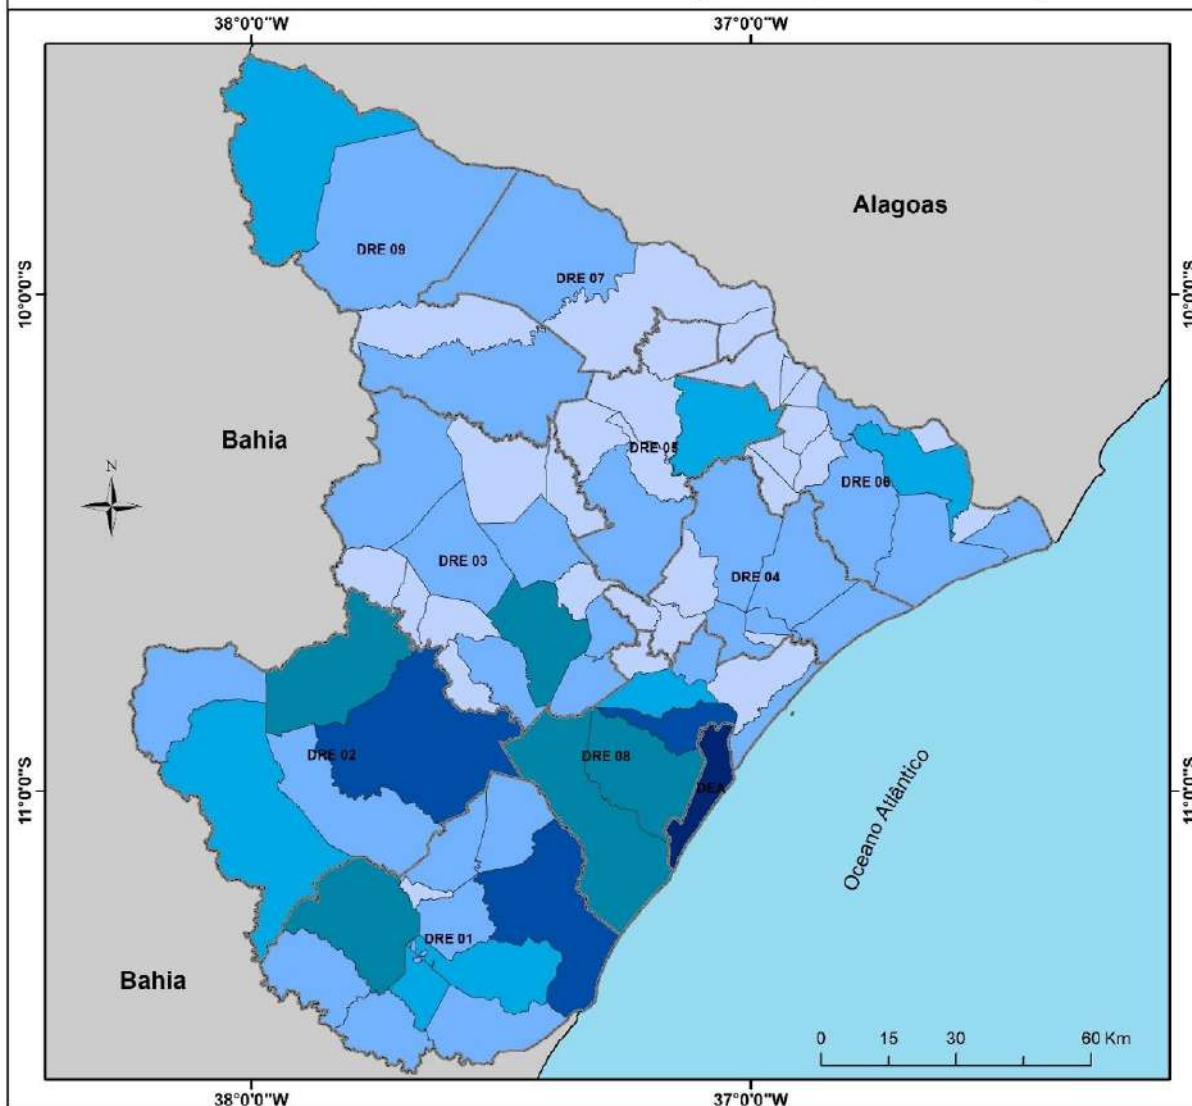 38°0'0"W 37°0'0"W
Alagoas
DRE 09
DRE 07
10°0'0"S 10°0'0"S
Bahia
DRE 05
DRE 06
N
DRE 03
DRE 04
DRE 02
DRE 08
DEA
11°0'0"S 11°0'0"S
Oceano Atlântico
DRE 01
Bahia
0 15 30 60 Km
38°0'0"W 37°0'0"W